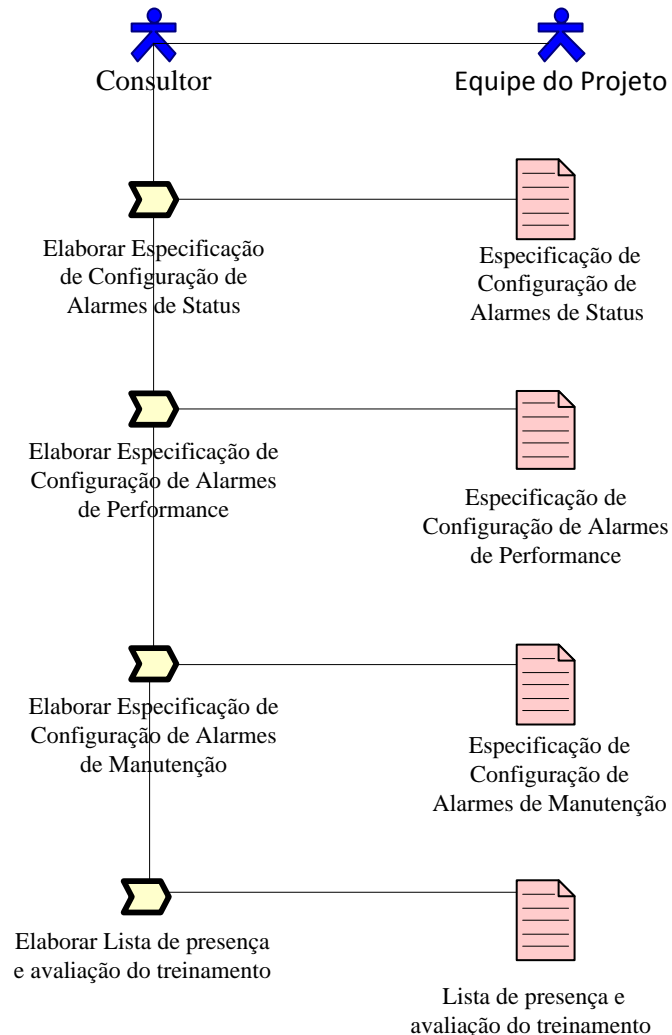 Consultor
Equipe do Projeto
Elaborar Especificação
de Configuração de
Alarmes de Status
Especificação de
Configuração de
Alarmes de Status
Elaborar Especificação de
Configuração de Alarmes
de Performance
Especificação de
Configuração de Alarmes
de Performance
Elaborar Especificação de
Configuração de Alarmes
de Manutenção
Especificação de
Configuração de
Alarmes de Manutenção
Elaborar Lista de presença
e avaliação do treinamento
Lista de presença e
avaliação do treinamento